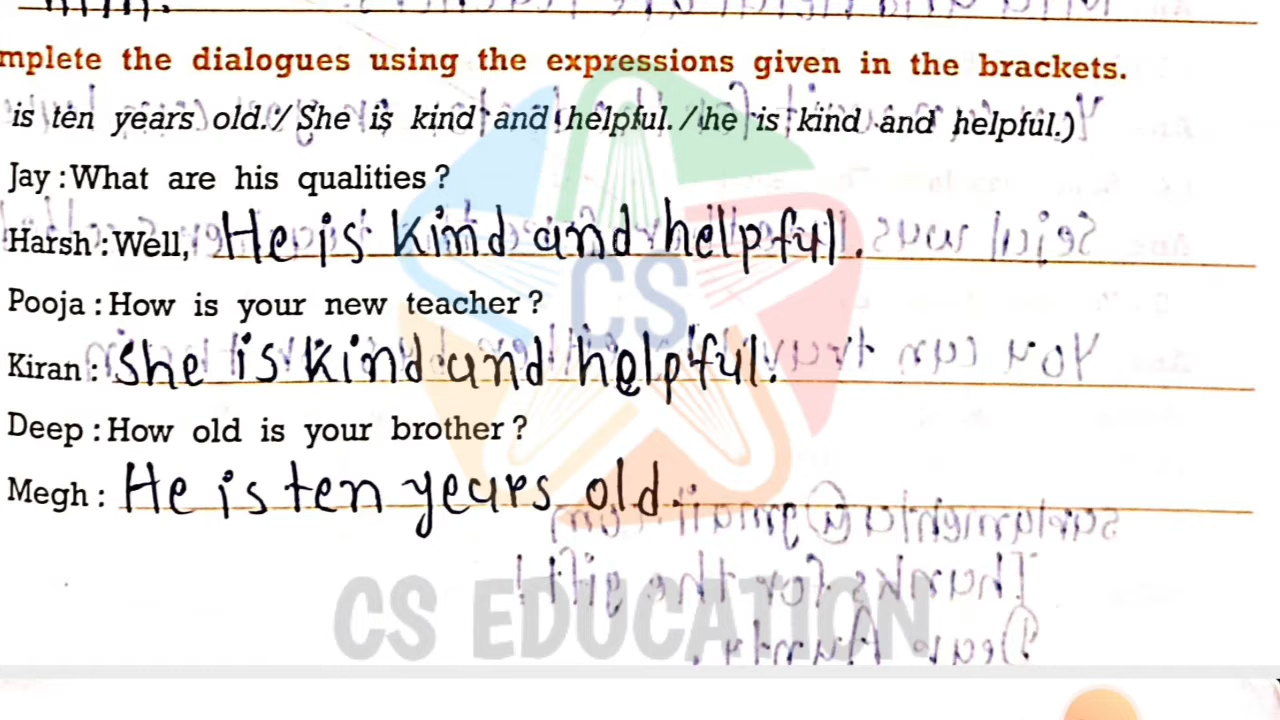 mplete the dialogues using the expressions given in the brackets.
is ten years old. / She is kind and helpful. / he is kind and helpful.)
Jay : What are his qualities ?
Harsh : Well, He is kind and helpful.
Pooja : How is your new teacher ?
Kiran : She is kind and helpful.
Deep : How old is your brother ?
Megh : He is ten years old.
CS
CS EDUCATION